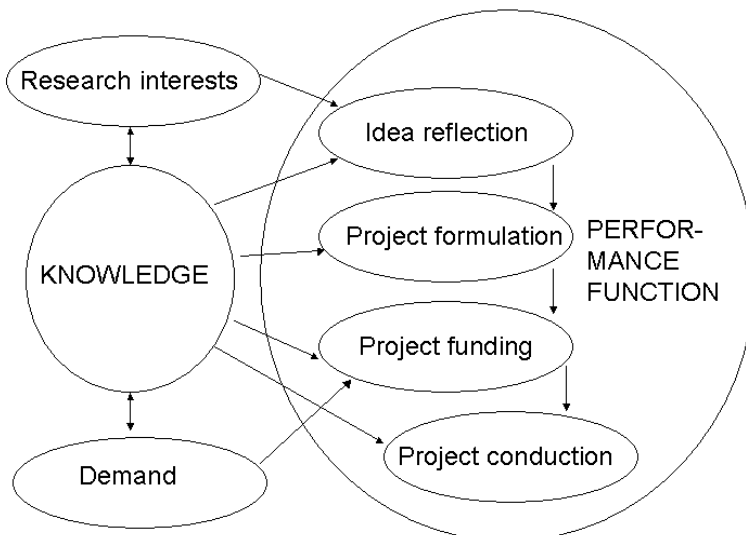 Research interests
Idea reflection
Project formulation
PERFOR-
MANCE
FUNCTION
KNOWLEDGE
Project funding
Demand
Project conduction